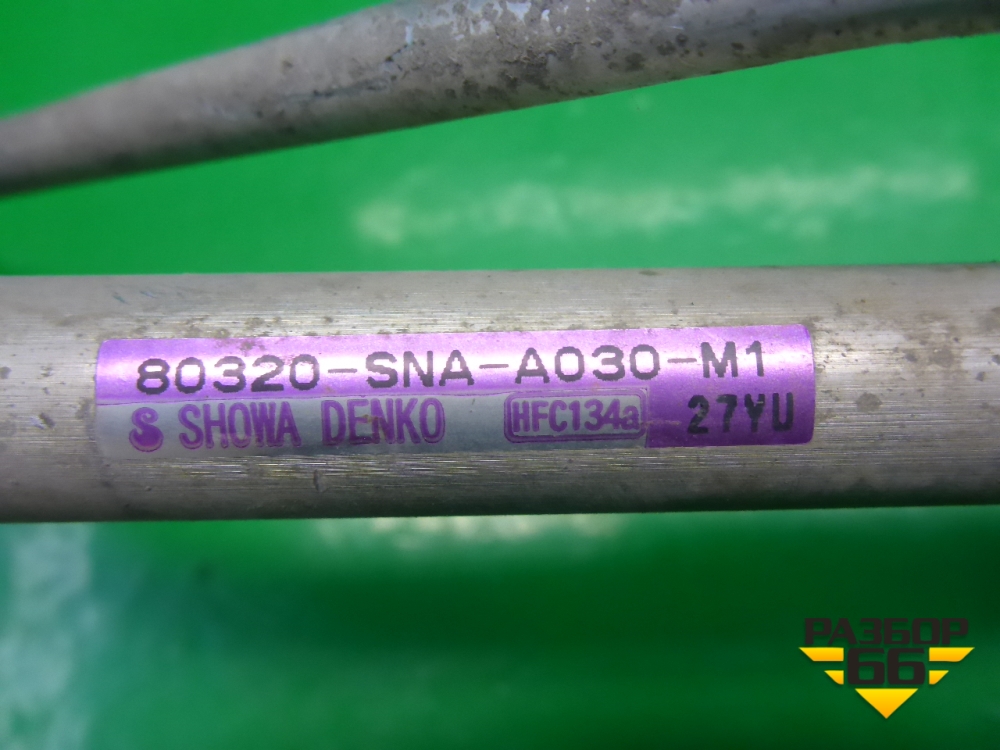 80320-SNA-A030-M1
S SHOWA DENKO HFC134a 27YU
РАЗБОР
66